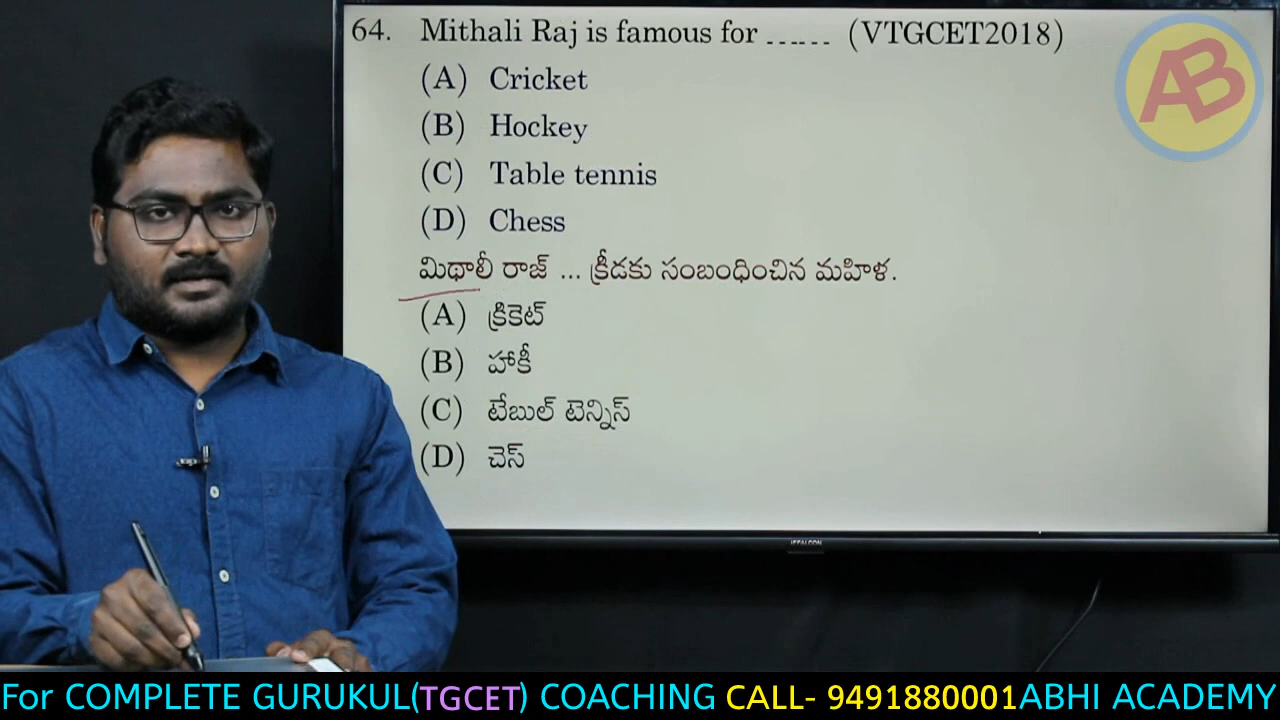 64. Mithali Raj is famous for ...... (VTGCET2018)
(A) Cricket
(B) Hockey
(C) Table tennis
(D) Chess
మిథాలీ రాజ్ ... క్రీడకు సంబంధించిన మహిళ.
(A) క్రికెట్
(B) హాకీ
(C) టేబుల్ టెన్నిస్
(D) చెస్
AB
iFFALCON
For COMPLETE GURUKUL(TGCET) COACHING CALL- 9491880001ABHI ACADEMY